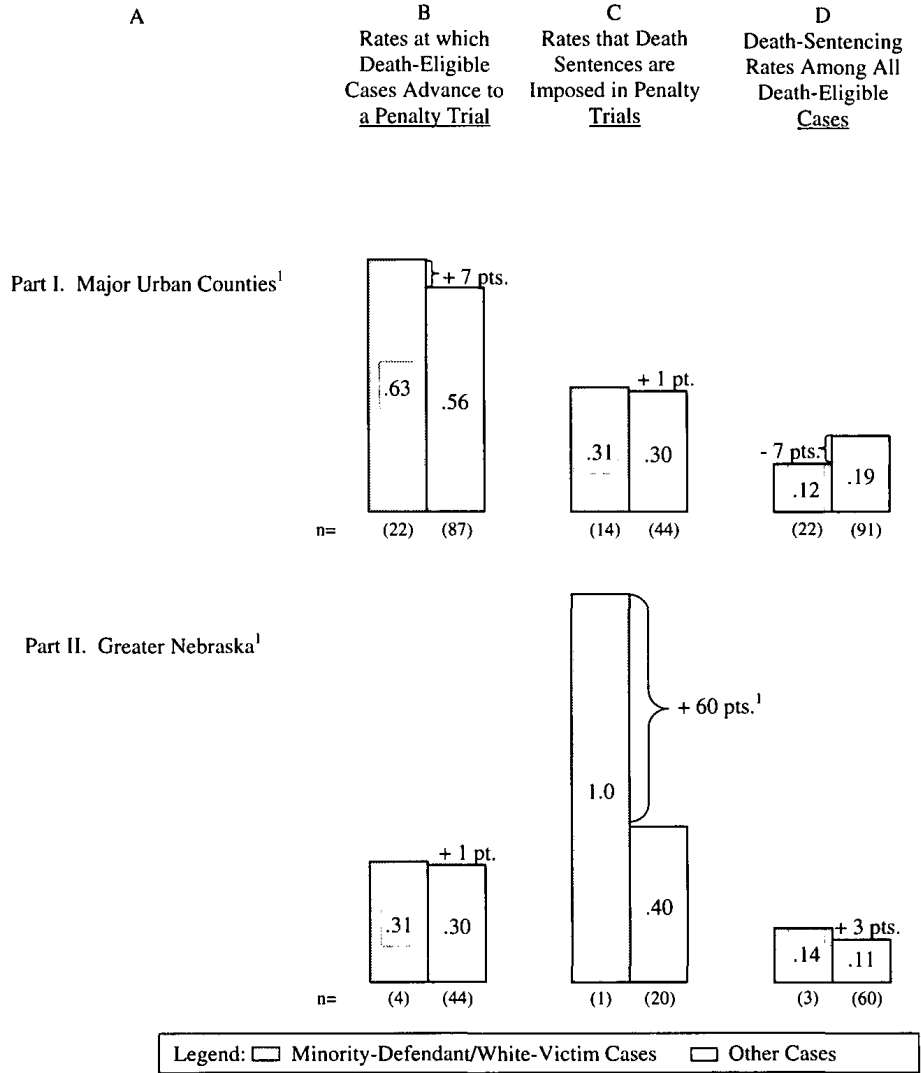 A
B
Rates at which
Death-Eligible
Cases Advance to
a Penalty Trial
C
Rates that Death
Sentences are
Imposed in Penalty
Trials
D
Death-Sentencing
Rates Among All
Death-Eligible
Cases
Part I. Major Urban Counties¹
+ 7 pts.
.63
.56
+ 1 pt.
.31
.30
- 7 pts.
.12
.19
n= (22) (87) (14) (44) (22) (91)
Part II. Greater Nebraska¹
+ 1 pt.
.31
.30
+ 60 pts.¹
1.0
.40
+ 3 pts.
.14
.11
n= (4) (44) (1) (20) (3) (60)
Legend: Minority-Defendant/White-Victim Cases Other Cases